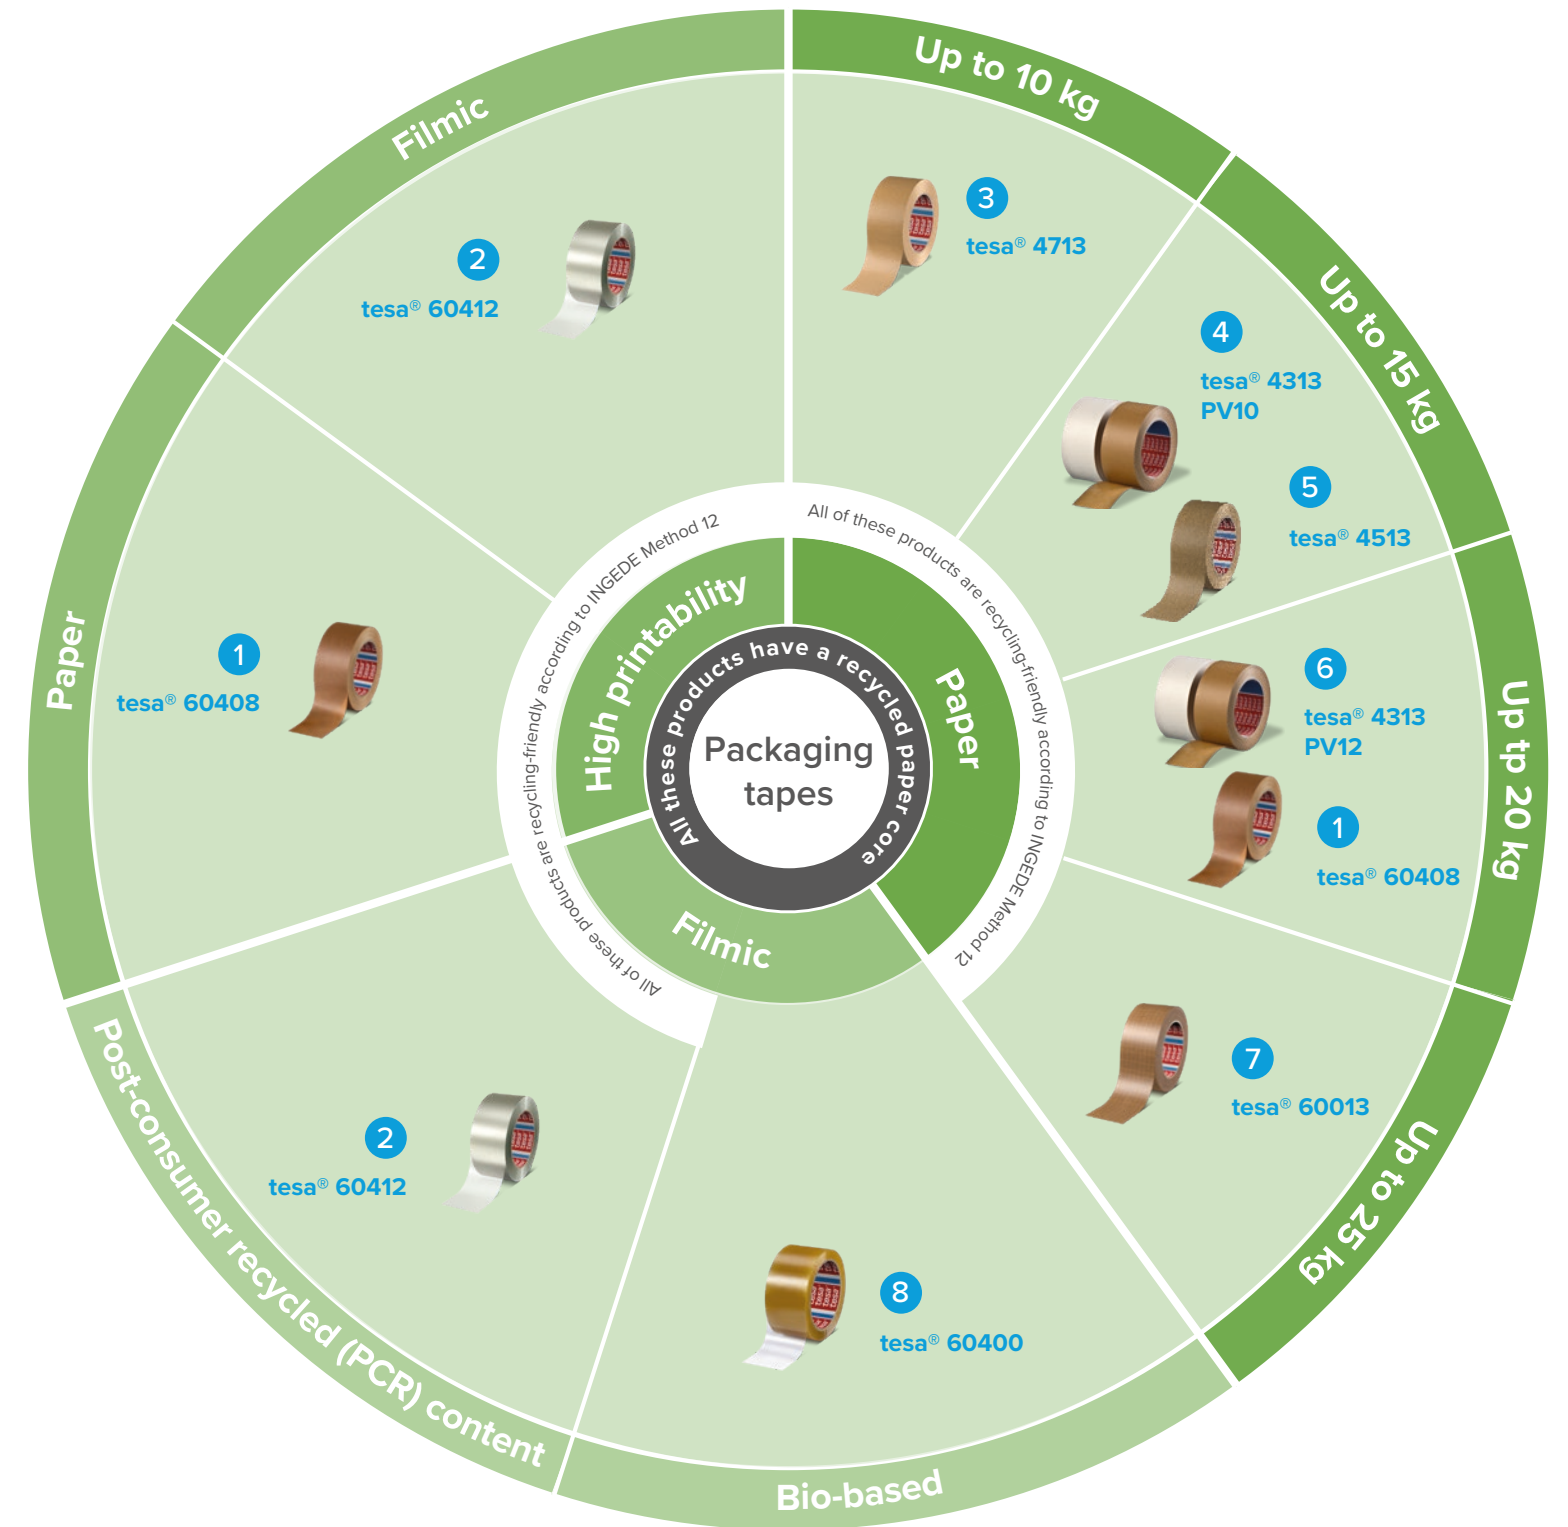 Packaging
tapes
All these products have a recycled paper core
High printability
Paper
Filmic
All of these products are recycling-friendly according to INGEDE Method 12
All of these products are recycling-friendly according to INGEDE Method 12
Filmic
2
tesa® 60412
Paper
1
tesa® 60408
Up to 10 kg
3
tesa® 4713
Up to 15 kg
4
tesa® 4313
PV10
5
tesa® 4513
Up tp 20 kg
6
tesa® 4313
PV12
1
tesa® 60408
Up to 25 kg
7
tesa® 60013
Bio-based
8
tesa® 60400
Post-consumer recycled (PCR) content
2
tesa® 60412